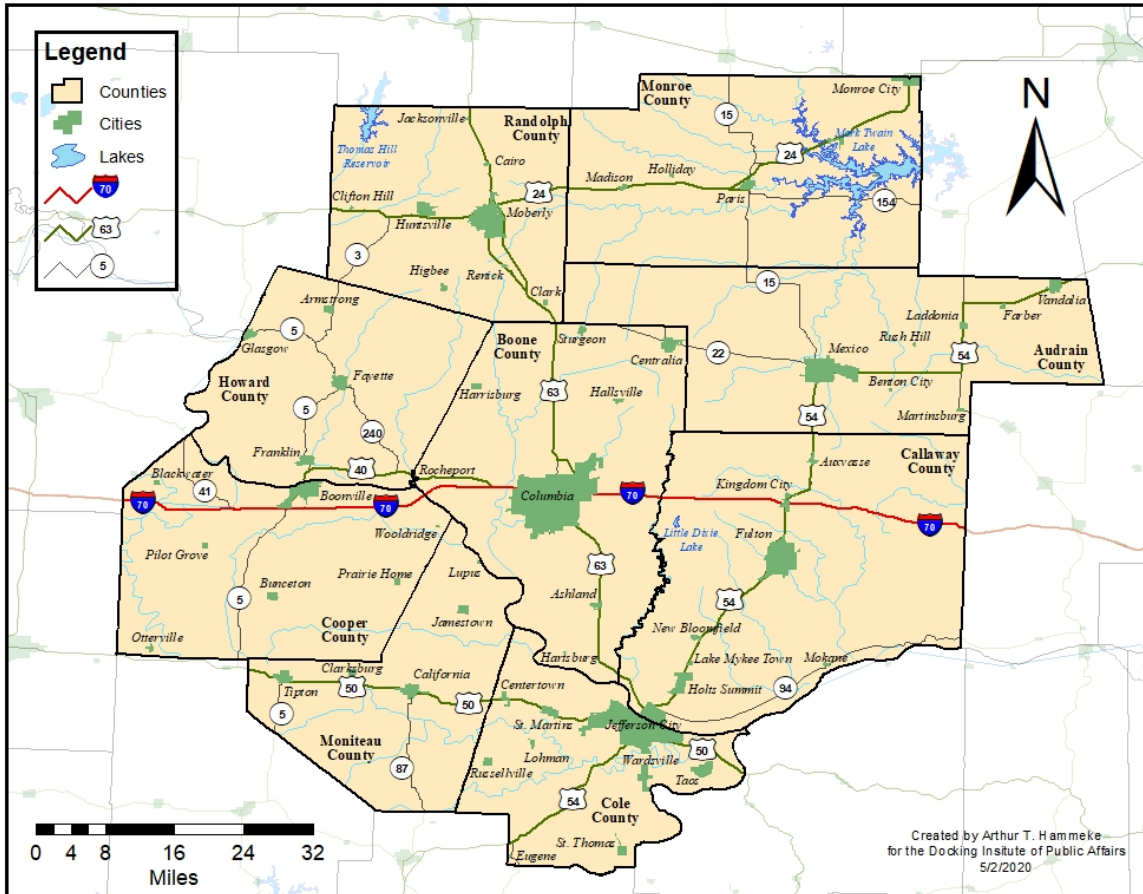 Legend
Counties
Cities
Lakes
70
63
5
N
Monroe
County
Monroe City
15
Jacksonville
Randolph
County
Thomas Hill
Reservoir
Mark Twain
Lake
24
Cairo
Holliday
Madison
24
Clifton Hill
Paris
154
Huntsville
Moberly
3
Higbee
Renick
15
Clark
Vandalia
Armstrong
Laddonia
Farber
5
Boone
County
Sturgeon
Rush Hill
Glasgow
22
Mexico
54
Audrain
County
Centralia
Howard
County
Fayette
Harrisburg
63
Hallsville
Benton City
5
Martinsburg
54
240
Franklin
Auxvasse
Callaway
County
40
Rocheport
Blackwater
41
Boonville
Kingdom City
70
70
Columbia
70
70
Wooldridge
Little Dixie
Lake
Fulton
Pilot Grove
Lupus
63
Bunceton
Prairie Home
Ashland
54
5
Jamestown
Cooper
County
New Bloomfield
Otterville
Hartsburg
Lake Mykee Town
Mokane
Clarksburg
California
Holts Summit
94
Tipton
50
50
Centertown
5
St. Martins
Jefferson City
Moniteau
County
Lohman
Wardsville
50
87
Russellville
Taos
54
Cole
County
St. Thomas
Eugene
0 4 8 16 24 32
Miles
Created by Arthur T. Hammeke
for the Docking Insitute of Public Affairs
5/2/2020